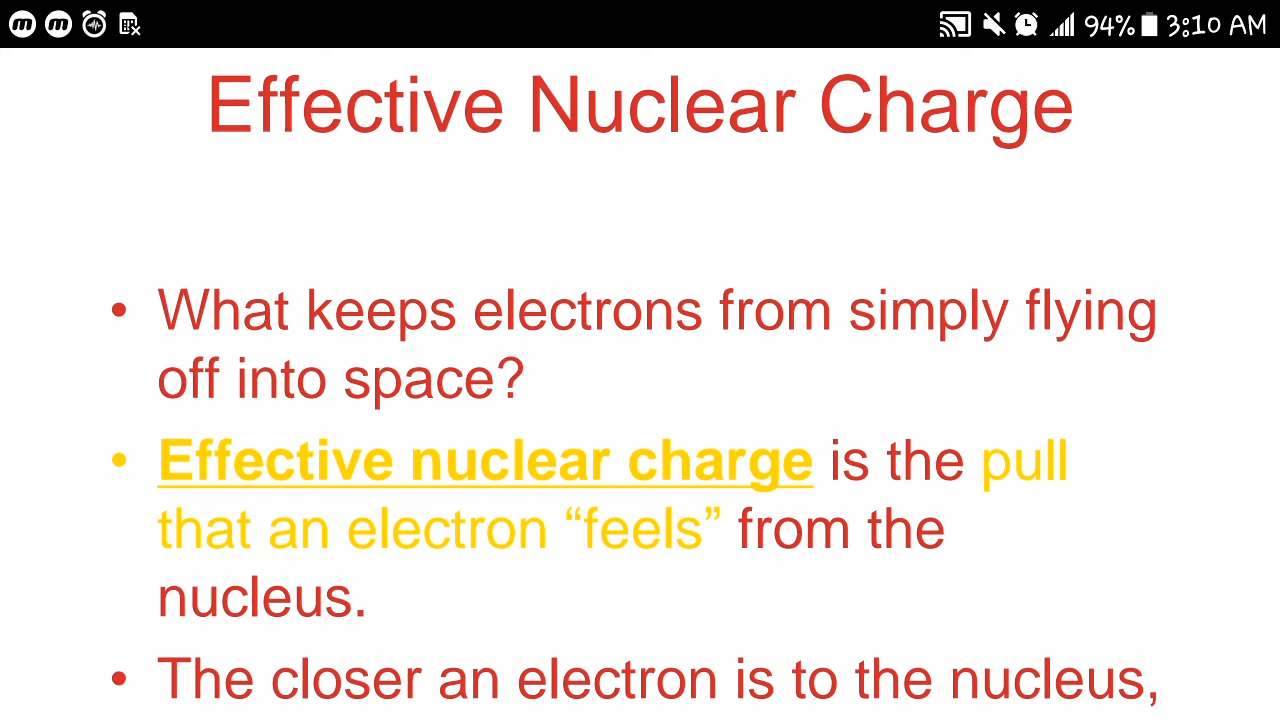 94% 3:10 AM
Effective Nuclear Charge
• What keeps electrons from simply flying
off into space?
• Effective nuclear charge is the pull
that an electron “feels” from the
nucleus.
• The closer an electron is to the nucleus,